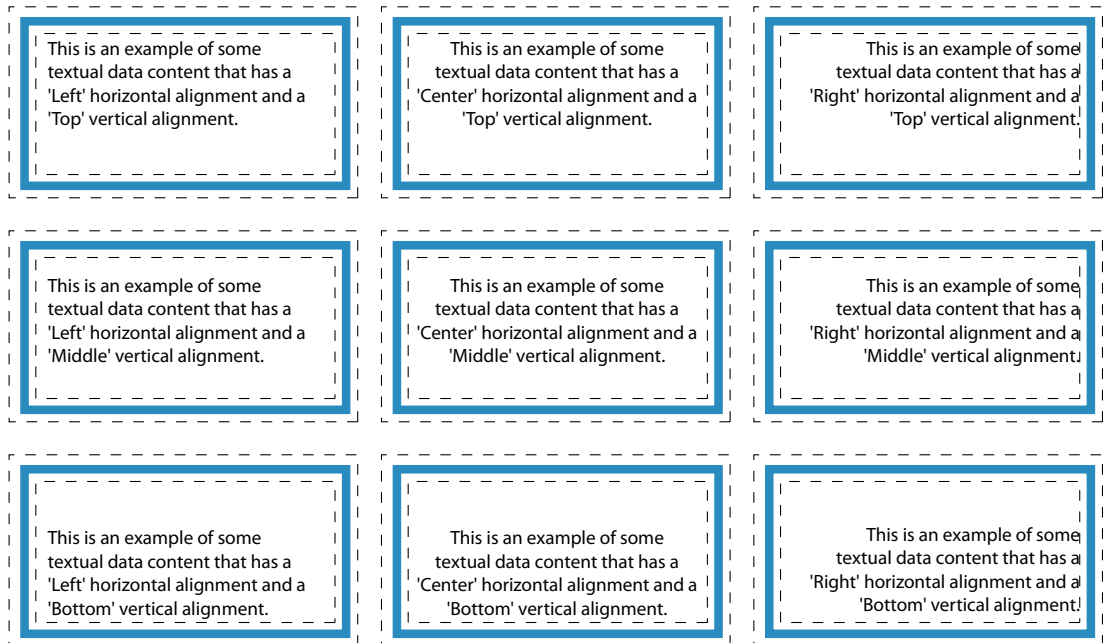 This is an example of some
textual data content that has a
'Left' horizontal alignment and a
'Top' vertical alignment.
This is an example of some
textual data content that has a
'Center' horizontal alignment and a
'Top' vertical alignment.
This is an example of some
textual data content that has a
'Right' horizontal alignment and a
'Top' vertical alignment.
This is an example of some
textual data content that has a
'Left' horizontal alignment and a
'Middle' vertical alignment.
This is an example of some
textual data content that has a
'Center' horizontal alignment and a
'Middle' vertical alignment.
This is an example of some
textual data content that has a
'Right' horizontal alignment and a
'Middle' vertical alignment.
This is an example of some
textual data content that has a
'Left' horizontal alignment and a
'Bottom' vertical alignment.
This is an example of some
textual data content that has a
'Center' horizontal alignment and a
'Bottom' vertical alignment.
This is an example of some
textual data content that has a
'Right' horizontal alignment and a
'Bottom' vertical alignment.